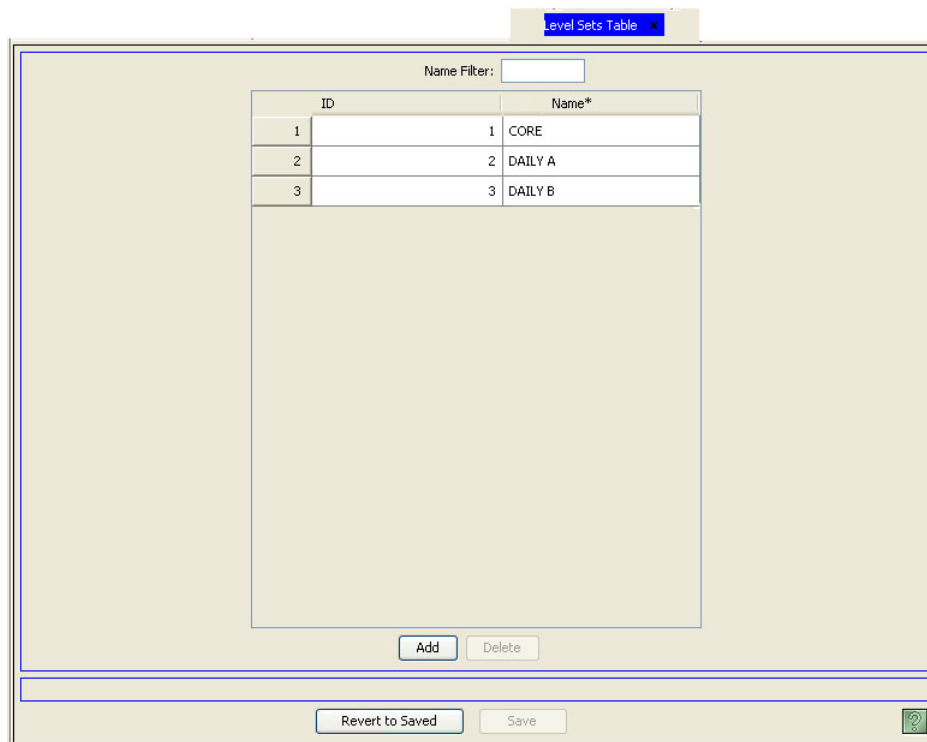 Level Sets Table x
Name Filter:
ID Name*
1 1 CORE
2 2 DAILY A
3 3 DAILY B
Add Delete
Revert to Saved Save ?